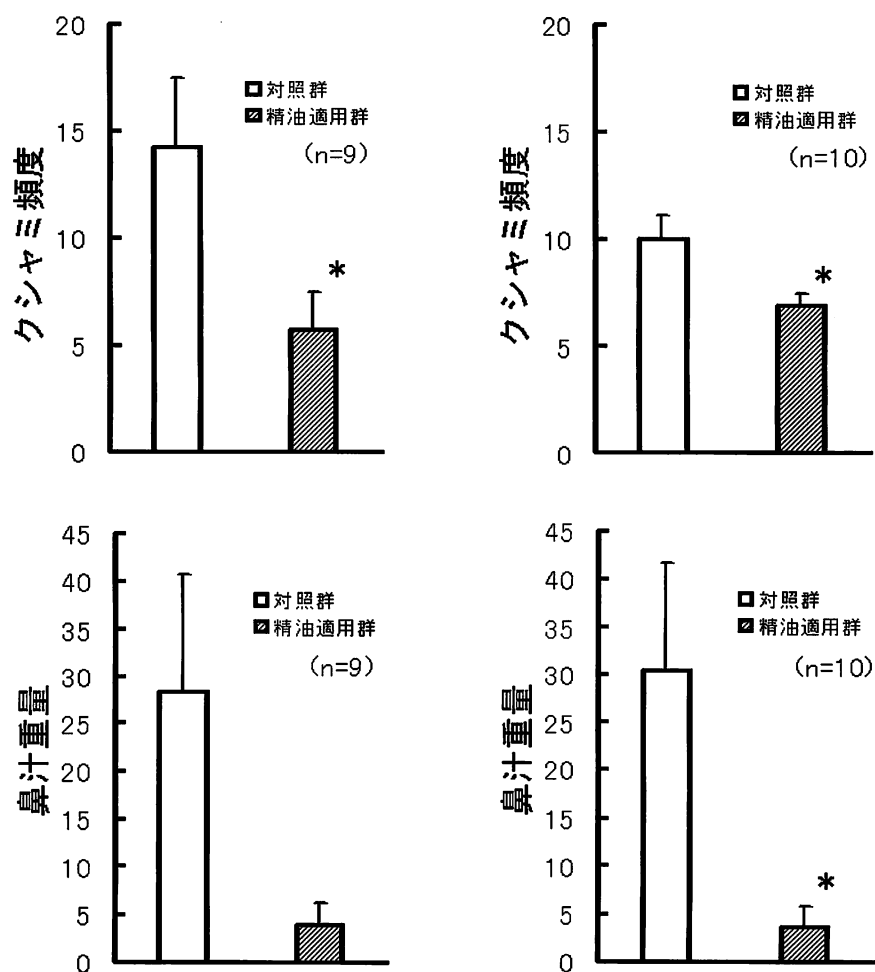 20
15
10
5
0
クシャミ頻度
□対照群
▨精油適用群
(n=9)
*
20
15
10
5
0
クシャミ頻度
□対照群
▨精油適用群
(n=10)
*
45
40
35
30
25
20
15
10
5
0
鼻汁重量
□対照群
▨精油適用群
(n=9)
45
40
35
30
25
20
15
10
5
0
鼻汁重量
□対照群
▨精油適用群
(n=10)
*